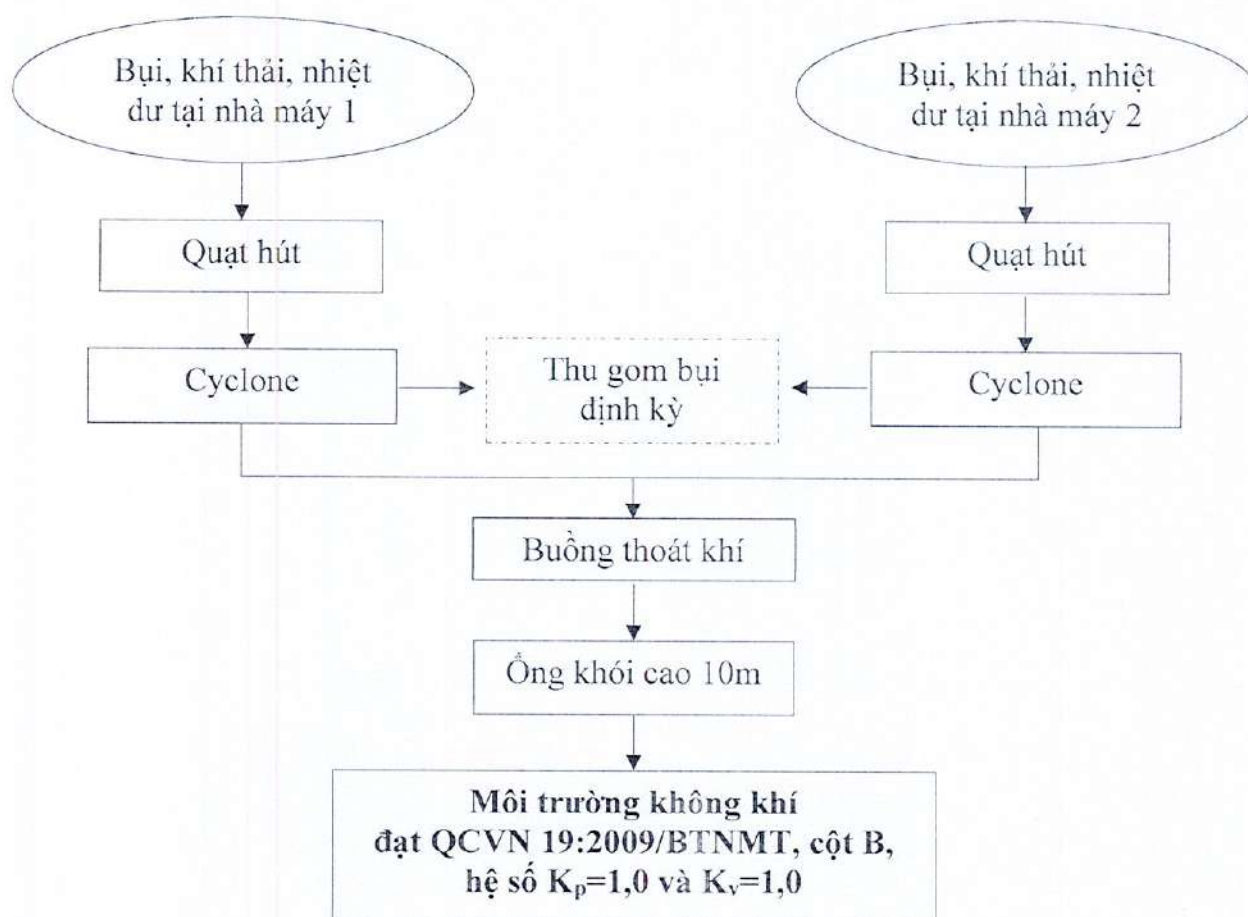 Bụi, khí thải, nhiệt
dư tại nhà máy 1
Bụi, khí thải, nhiệt
dư tại nhà máy 2
Quạt hút
Quạt hút
Cyclone
Thu gom bụi
định kỳ
Cyclone
Buồng thoát khí
Ống khói cao 10m
Môi trường không khí
đạt QCVN 19:2009/BTNMT, cột B,
hệ số Kp=1,0 và Kv=1,0